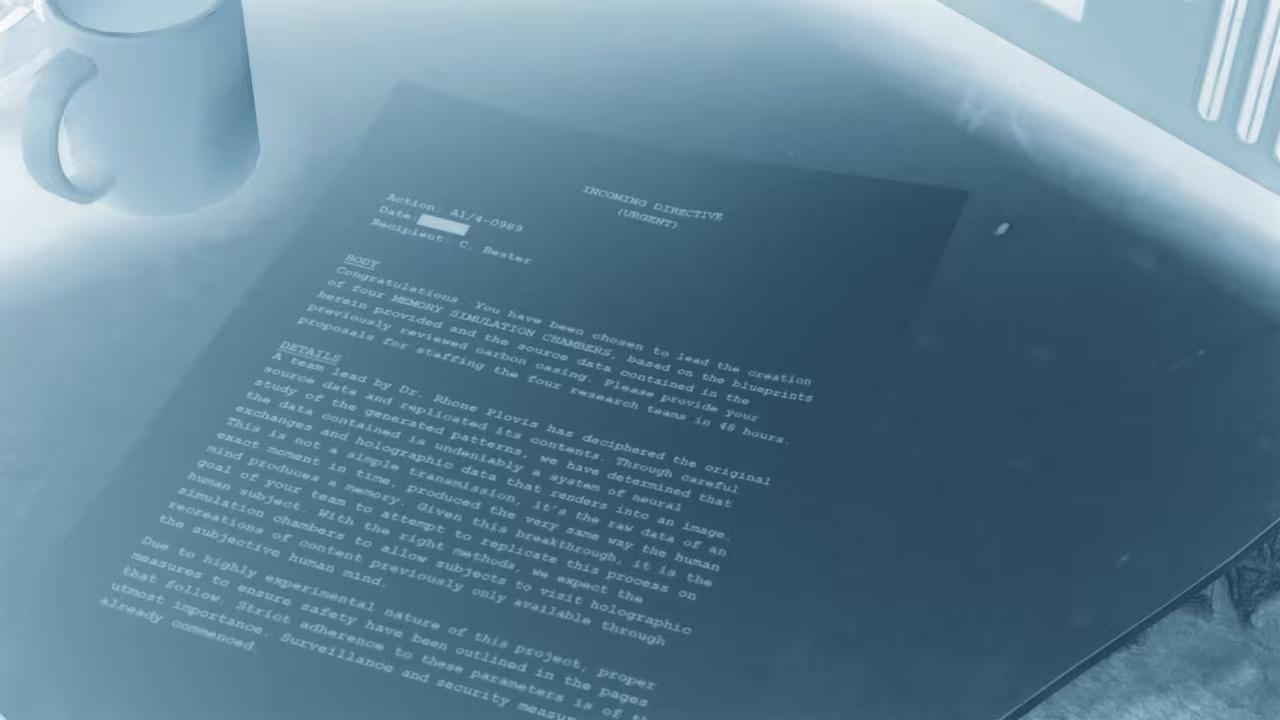 INCOMING DIRECTIVE
(URGENT)
Action: A1/4-0989
Date:
Recipient: C. Bester
BODY
Congratulations. You have been chosen to lead the creation
of four MEMORY SIMULATION CHAMBERS, based on the blueprints
herein provided and the source data contained in the
previously reviewed carbon casing. Please provide your
proposals for staffing the four research teams in 48 hours.
DETAILS
A team lead by Dr. Rhone Plovis has deciphered the original
source data and replicated its contents. Through careful
study of the generated patterns, we have determined that
the data contained is undeniably a system of neural
exchanges and holographic data that renders into an image.
This is not a simple transmission, it's the raw data of an
exact moment in time, produced the very same way the human
mind produces a memory. Given this breakthrough, it is the
goal of your team to attempt to replicate this process on
human subject. With the right methods, we expect the
simulation chambers to allow subjects to visit holographic
recreations of content previously only available through
the subjective human mind.
Due to highly experimental nature of this project, proper
measures to ensure safety have been outlined in the pages
that follow. Strict adherence to these parameters is of
utmost importance. Surveillance and security
already commenced.